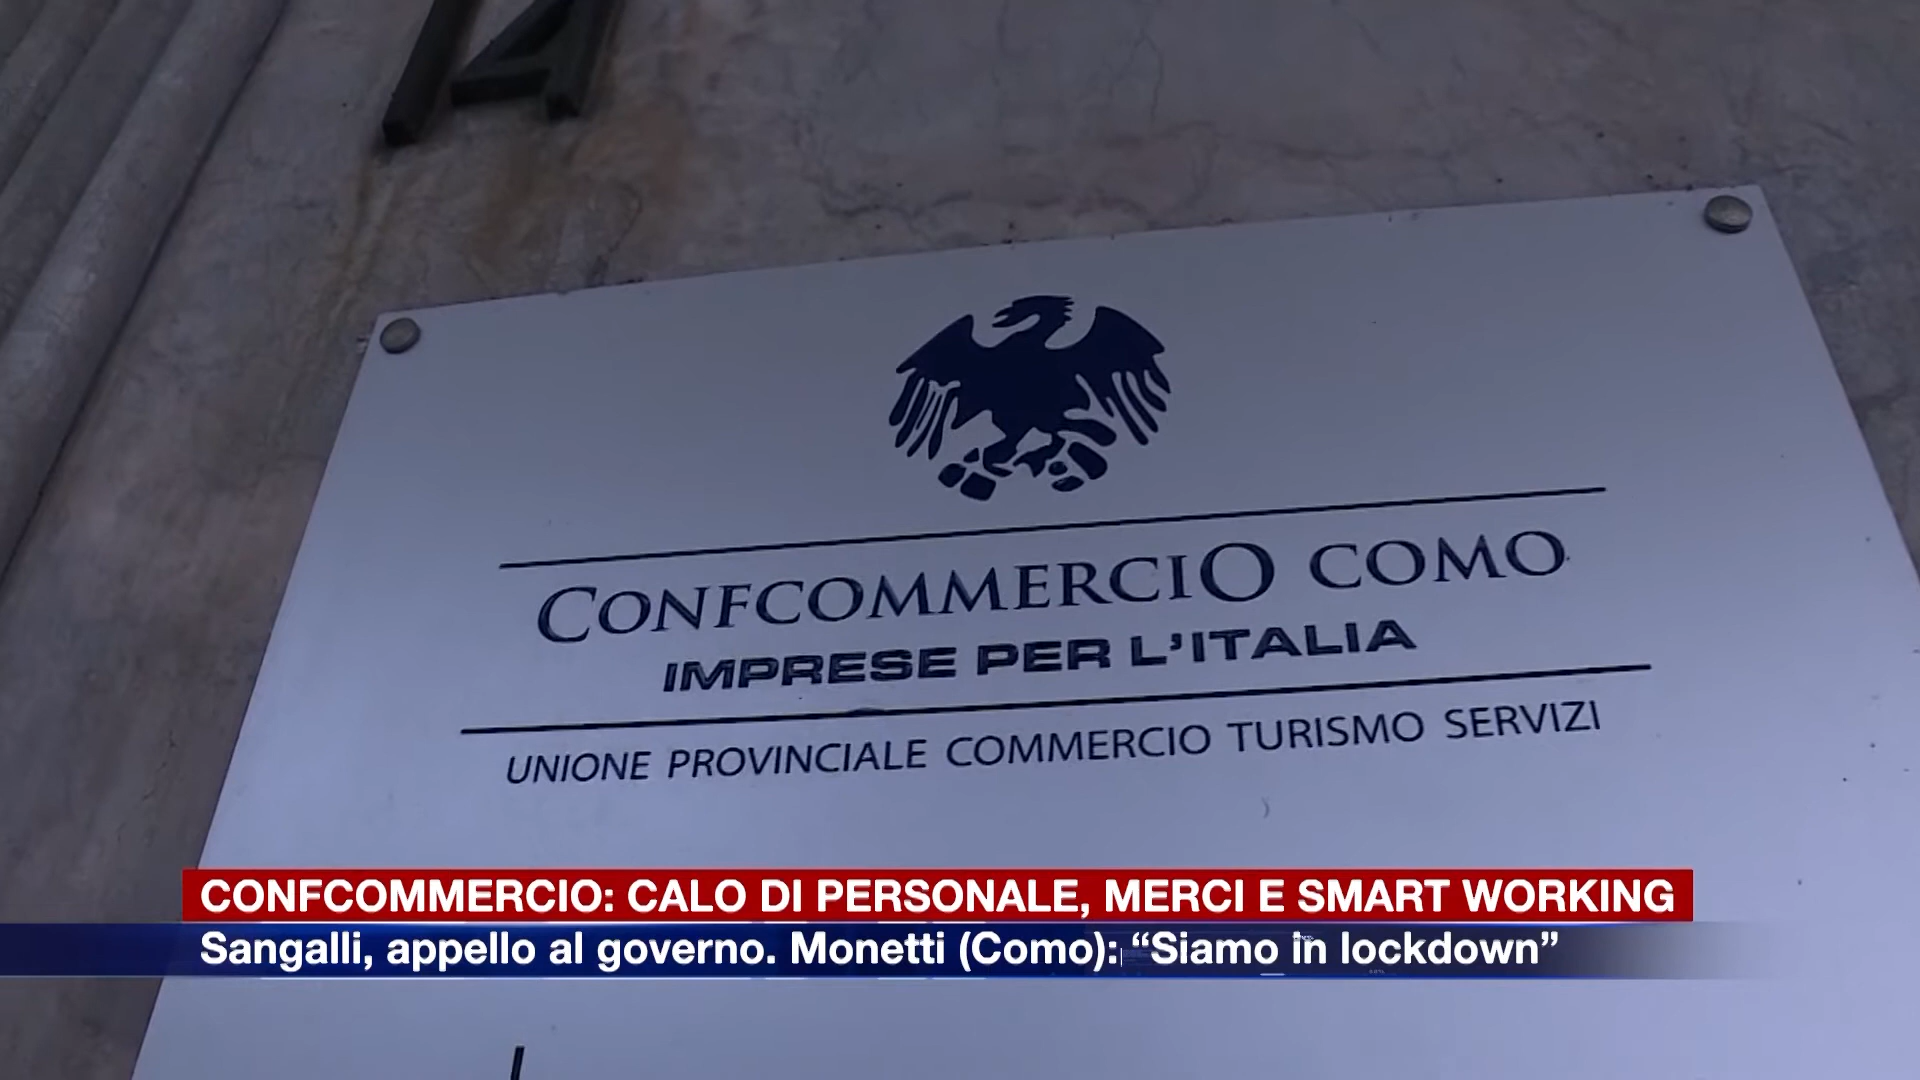 CONFCOMMERCIO COMO
IMPRESE PER L'ITALIA
UNIONE PROVINCIALE COMMERCIO TURISMO SERVIZI
CONFCOMMERCIO: CALO DI PERSONALE, MERCI E SMART WORKING
Sangalli, appello al governo. Monetti (Como): “Siamo in lockdown”